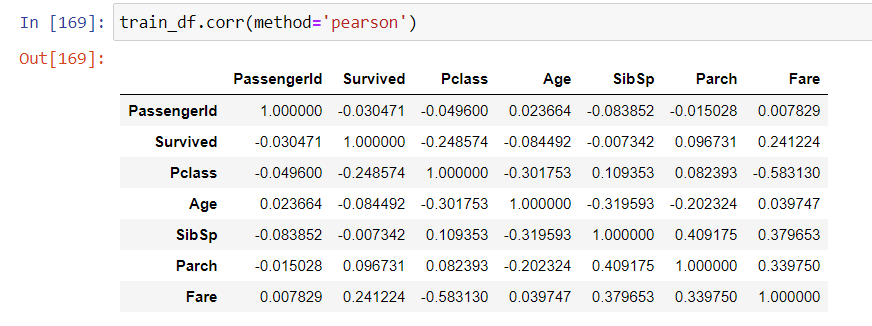 In [169]: train_df.corr(method='pearson')
Out[169]:
PassengerId Survived Pclass Age SibSp Parch Fare
PassengerId 1.000000 -0.030471 -0.049600 0.023664 -0.083852 -0.015028 0.007829
Survived -0.030471 1.000000 -0.248574 -0.084492 -0.007342 0.096731 0.241224
Pclass -0.049600 -0.248574 1.000000 -0.301753 0.109353 0.082393 -0.583130
Age 0.023664 -0.084492 -0.301753 1.000000 -0.319593 -0.202324 0.039747
SibSp -0.083852 -0.007342 0.109353 -0.319593 1.000000 0.409175 0.379653
Parch -0.015028 0.096731 0.082393 -0.202324 0.409175 1.000000 0.339750
Fare 0.007829 0.241224 -0.583130 0.039747 0.379653 0.339750 1.000000